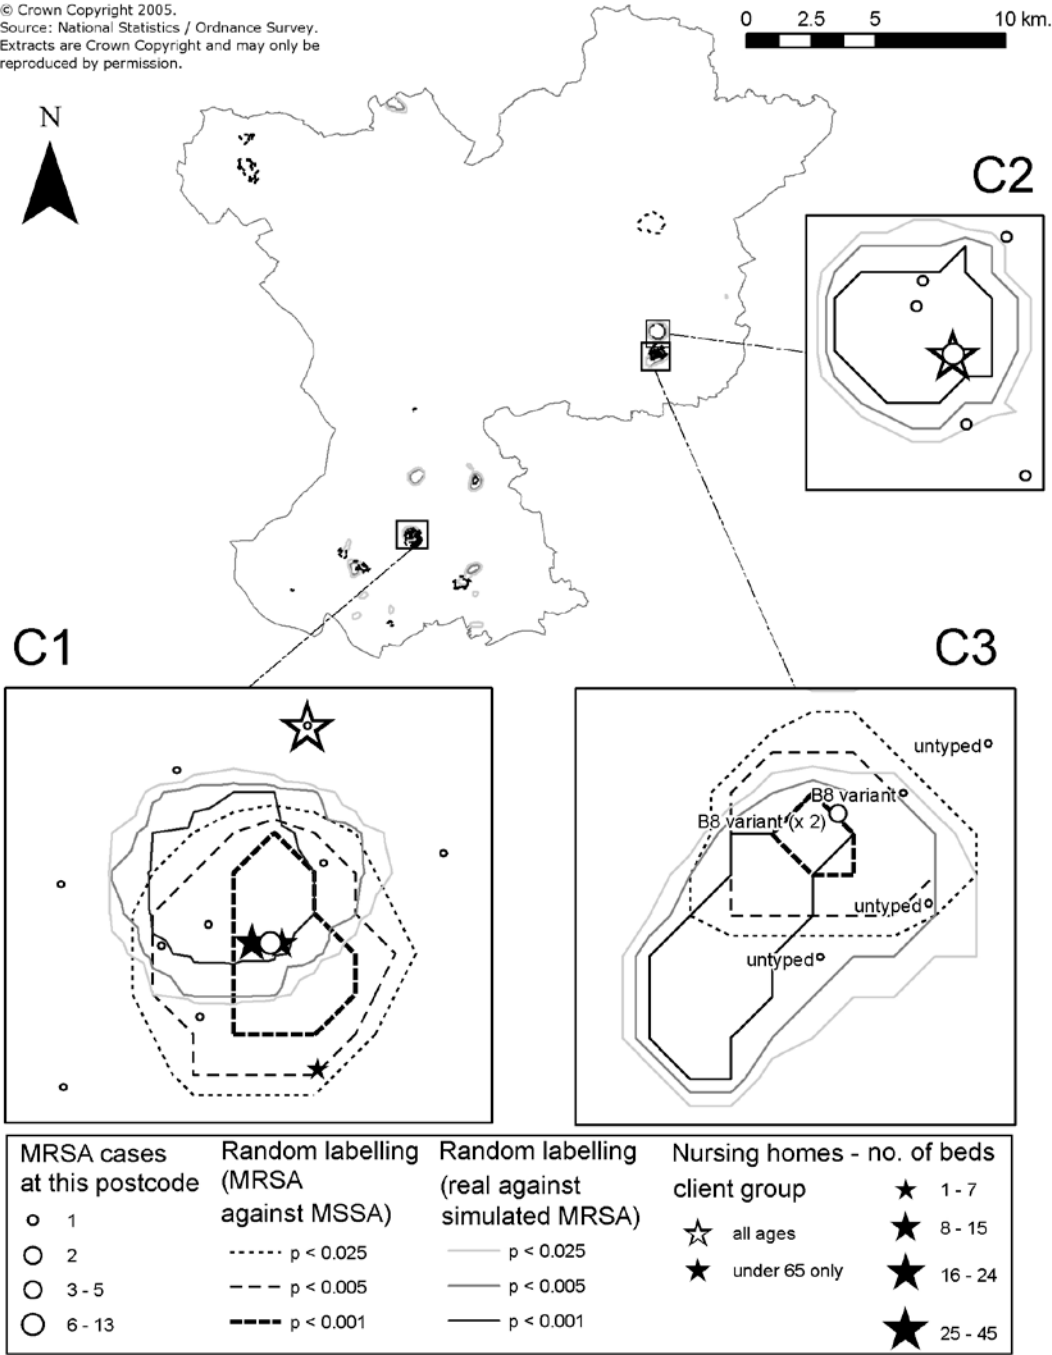 © Crown Copyright 2005.
Source: National Statistics / Ordnance Survey.
Extracts are Crown Copyright and may only be
reproduced by permission.
0 2.5 5 10 km.
N
C2
C1
C3
untyped
B8 variant
B8 variant (x 2)
untyped
untyped
MRSA cases
at this postcode
1
2
3 - 5
6 - 13
Random labelling
(MRSA
against MSSA)
p < 0.025
p < 0.005
p < 0.001
Random labelling
(real against
simulated MRSA)
p < 0.025
p < 0.005
p < 0.001
Nursing homes - no. of beds
client group
all ages
under 65 only
1 - 7
8 - 15
16 - 24
25 - 45